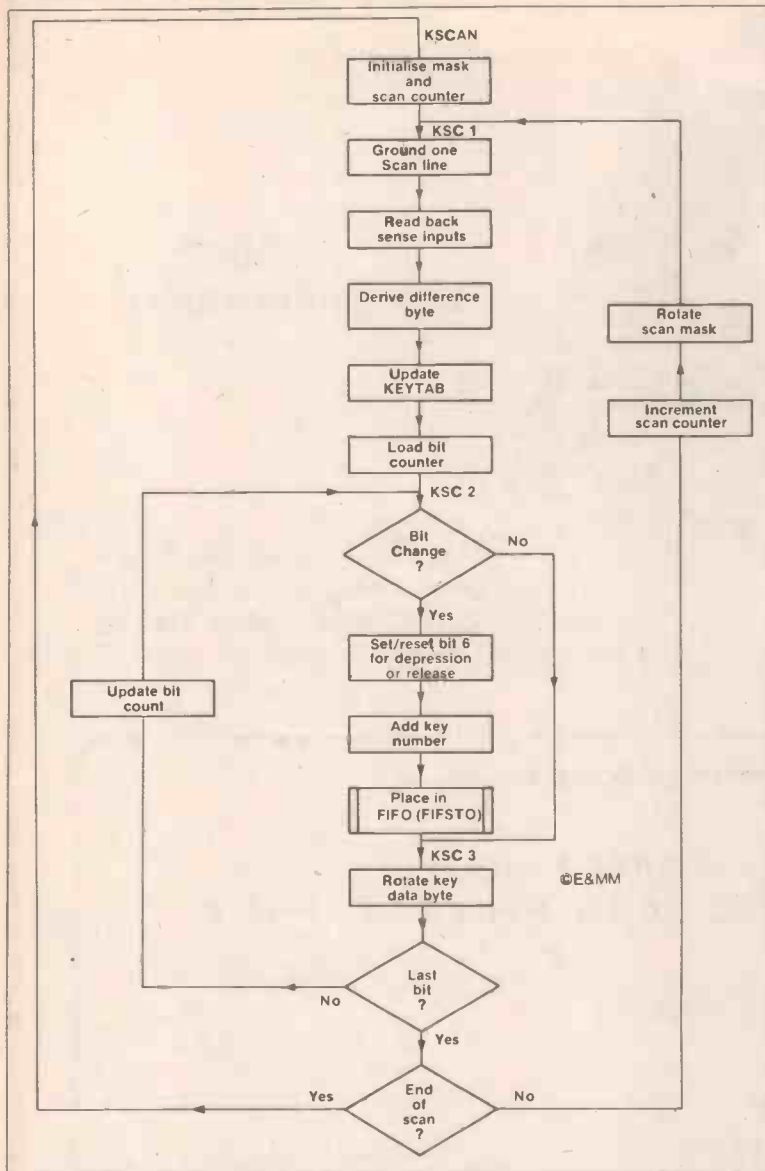 KSCAN
Initialise mask
and
scan counter
KSC 1
Ground one
Scan line
Read back
sense inputs
Derive difference
byte
Rotate
scan mask
Update
KEYTAB
Increment
scan counter
Load bit
counter
KSC 2
Bit
Change
?
No
Yes
Set/reset bit 6
for depression
or release
Update bit
count
Add key
number
Place in
FIFO (FIFSTO)
KSC 3
Rotate key
data byte
©E&MM
Last
bit
?
No
Yes
End
of
scan
?
Yes
No